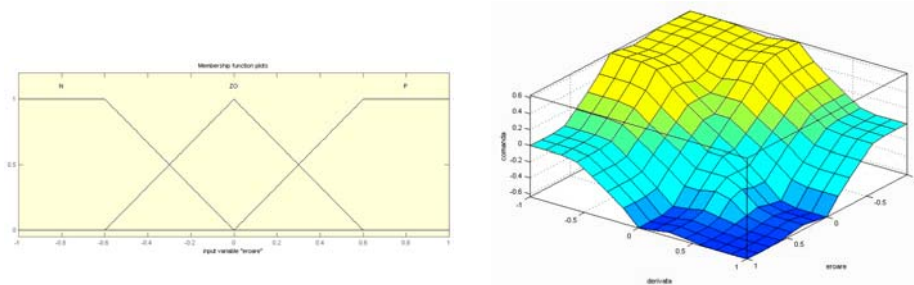 Membership function plots
N ZO P
1
0.5
0
-1 -0.8 -0.6 -0.4 -0.2 0 0.2 0.4 0.6 0.8 1
input variable "eroare"
comanda
0.6
0.4
0.2
0
-0.2
-0.4
-0.6
-1 -0.5 0 0.5 1
derivata
1 0.5 0 -0.5 -1
eroare